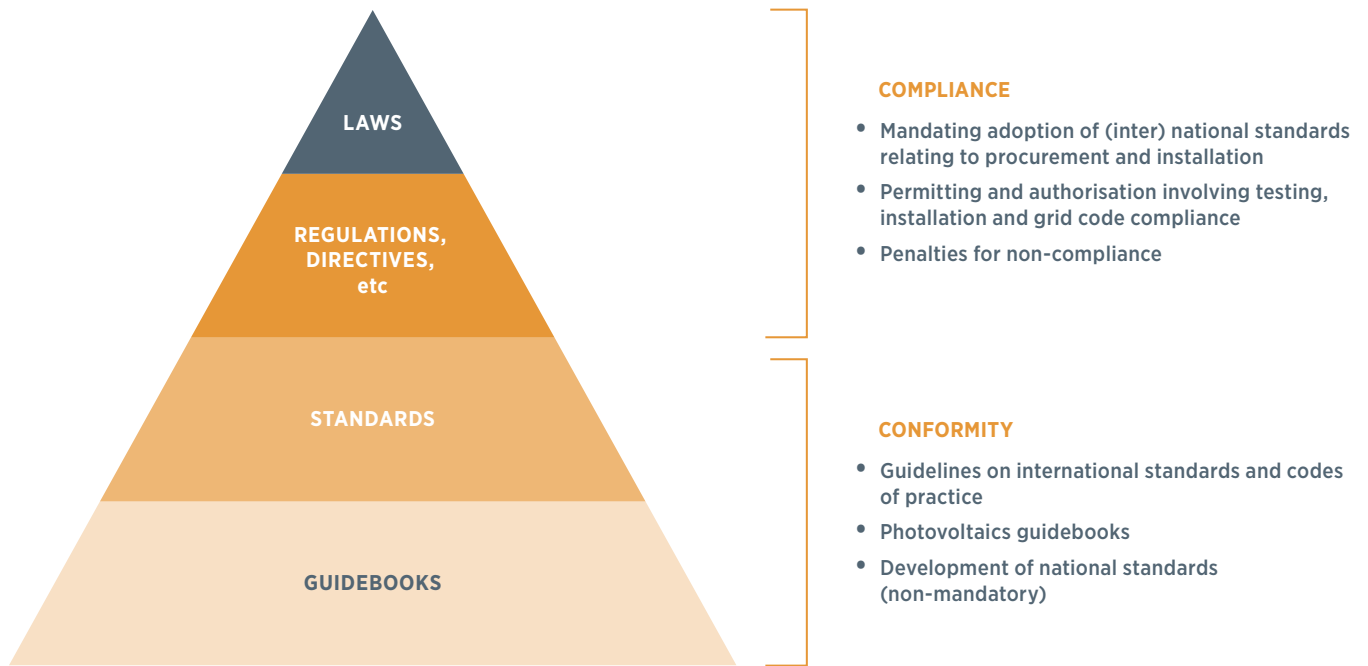 LAWS
REGULATIONS,
DIRECTIVES,
etc
STANDARDS
GUIDEBOOKS
COMPLIANCE
• Mandating adoption of (inter) national standards
relating to procurement and installation
• Permitting and authorisation involving testing,
installation and grid code compliance
• Penalties for non-compliance
CONFORMITY
• Guidelines on international standards and codes
of practice
• Photovoltaics guidebooks
• Development of national standards
(non-mandatory)